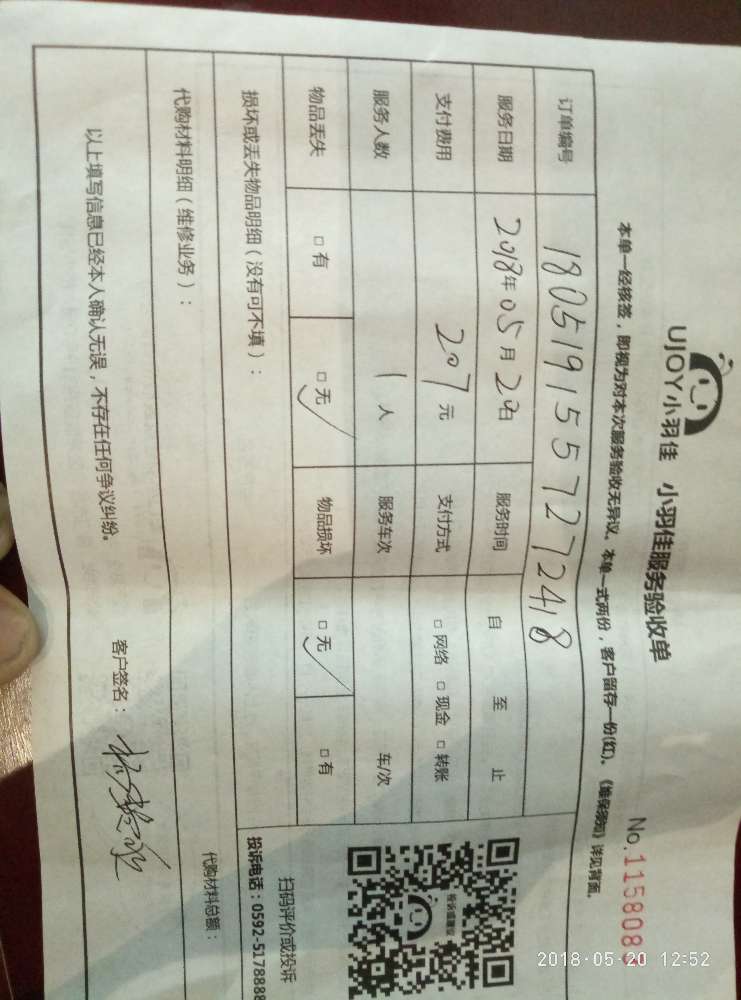 UJOY小羽佳 小羽佳服务验收单
No.115808
本单一经核签，即视为对本次服务验收无异议。本单一式两份，客户留存一份(红)。《维保须知》详见背面。
订单编号 1805191557272418
服务日期 2018年05月20日 服务时间 自 至 止
支付费用 207元 支付方式 □网络 □现金 □转账
服务人数 1人 服务车次 车/次
物品丢失 □有 □无✓ 物品损坏 □无✓ □有
损坏或丢失物品明细（没有可不填）：
投诉或建议
扫码评价或投诉
投诉电话：0592-5178888
代购材料明细（维修业务）：
代购材料总额：
以上填写信息已经本人确认无误，不存在任何争议纠纷。
客户签名：
2018-05-20 12:52